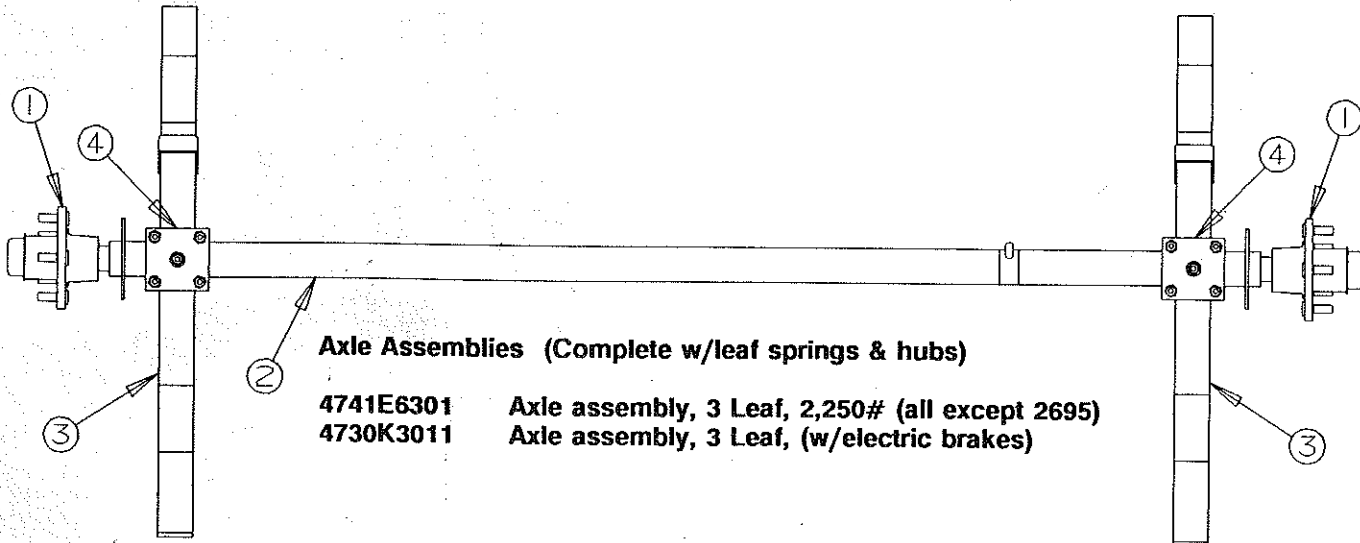 1
1
4
4
2
3
3
Axle Assemblies (Complete w/leaf springs & hubs)
4741E6301 Axle assembly, 3 Leaf, 2,250# (all except 2695)
4730K3011 Axle assembly, 3 Leaf, (w/electric brakes)